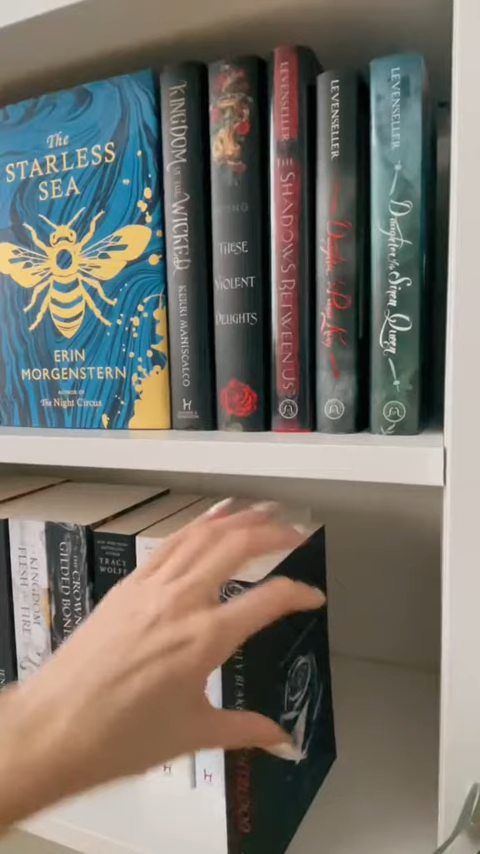 The
STARLESS
SEA
ERIN
MORGENSTERN
AUTHOR OF
The Night Circus
KINGDOM OF THE WICKED
KERRI MANISCALCO
THESE
VIOLENT
DELIGHTS
LEVENSELLER
THE SHADOWS BETWEEN US
LEVENSELLER
Daughter of the Pirate King
LEVENSELLER
Daughter of the Siren Queen
KINGDOM
FLESH AND FIRE
THE CROWN
GILDED BONES
TRACY
WOLFF